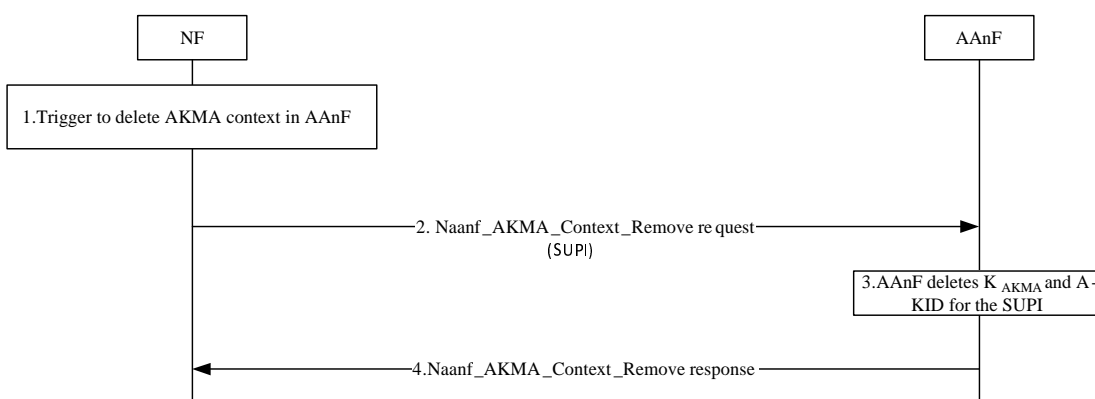 NF
AAnF
1.Trigger to delete AKMA context in AAnF
2. Naanf_AKMA_Context_Remove request
(SUPI)
3.AAnF deletes K AKMA and A-
KID for the SUPI
4.Naanf_AKMA_Context_Remove response